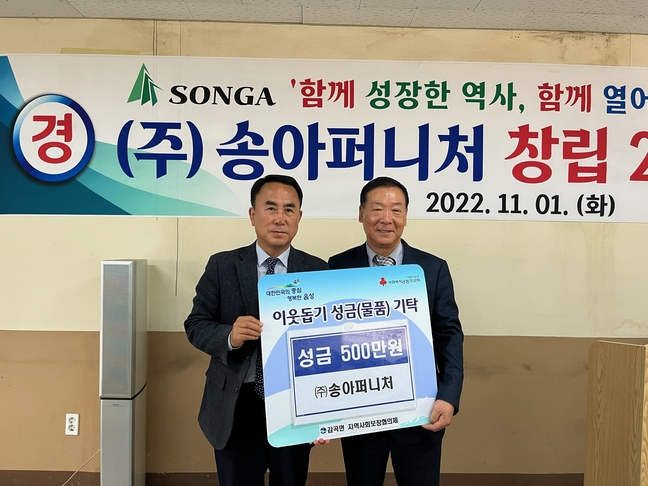 SONGA '함께 성장한 역사, 함께 열어
경 (주) 송아퍼니처 창립 2
2022. 11. 01. (화)
대한민국의 중심
행복한 음성
이웃돕기 성금(물품) 기탁
성금 500만원
㈜송아퍼니처
감곡면 지역사회보장협의체